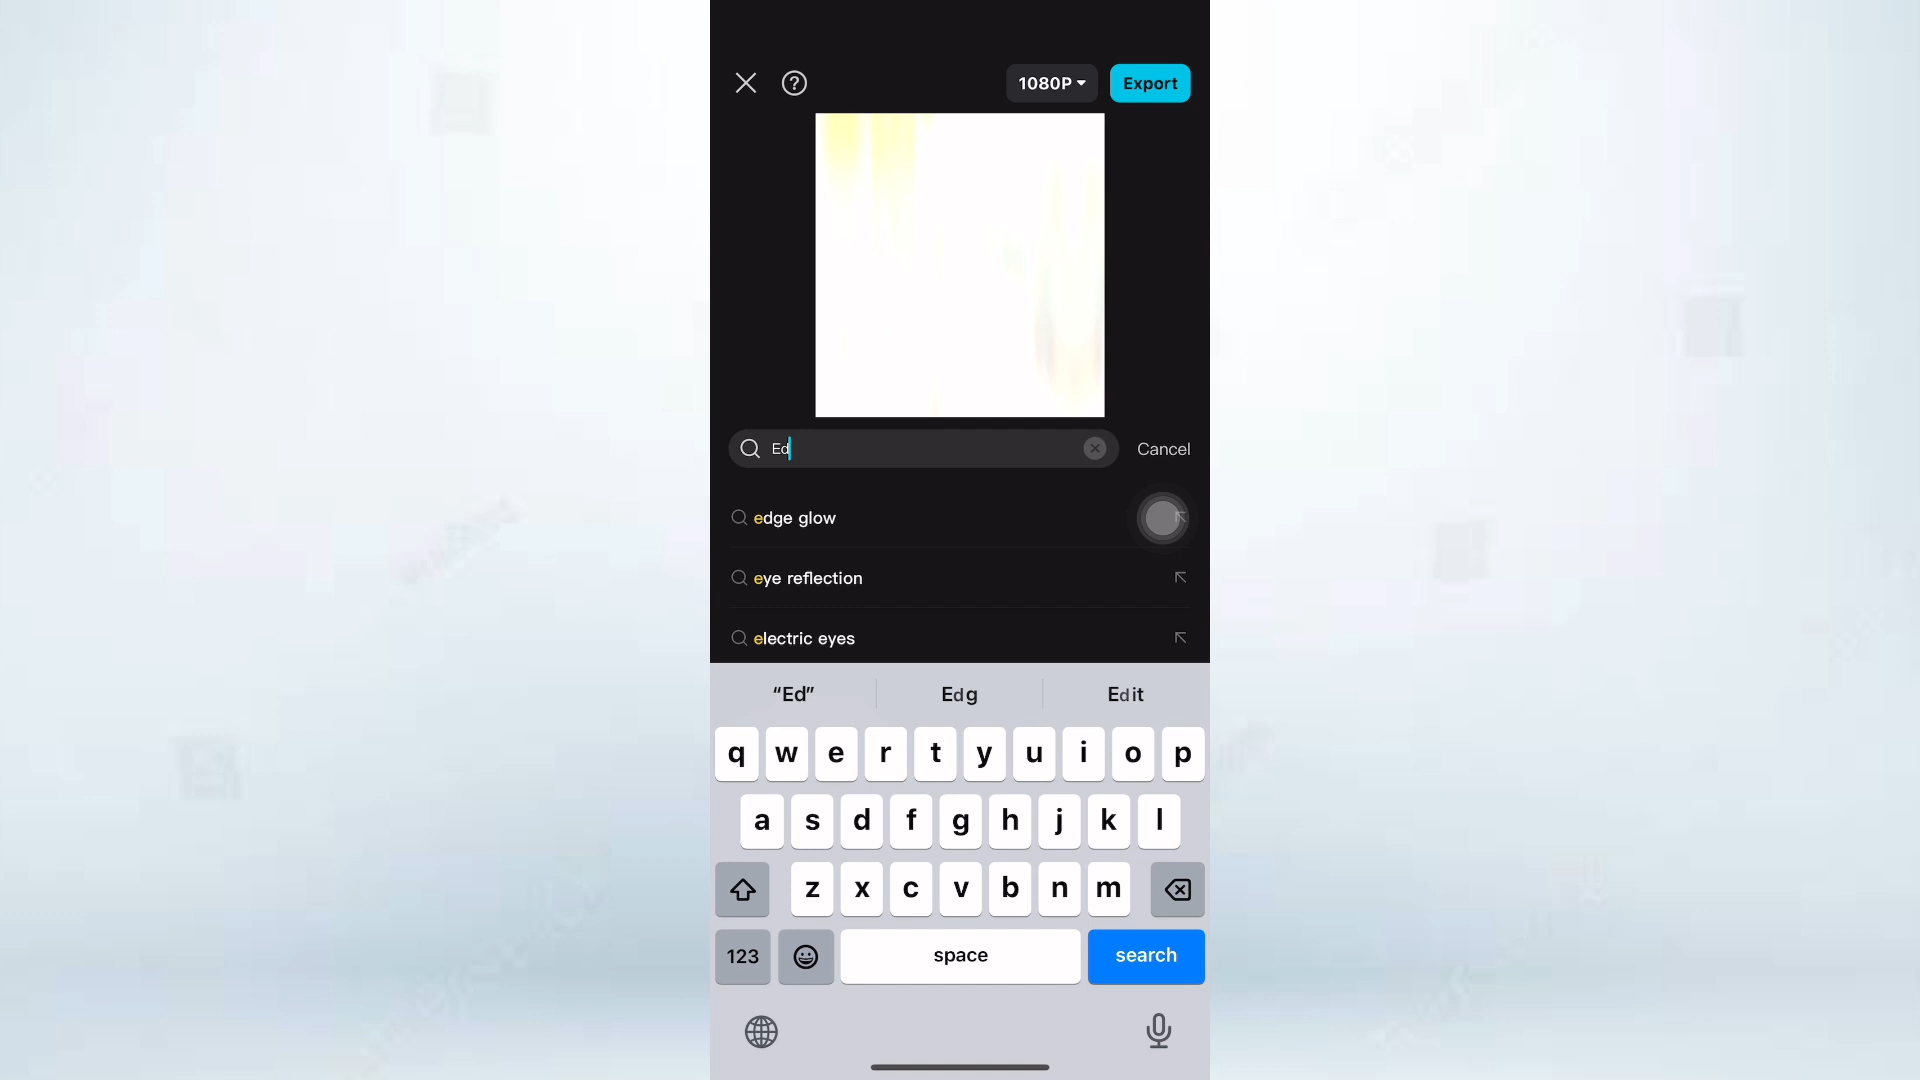 1080P Export
Ed Cancel
edge glow
eye reflection
electric eyes
“Ed” Edg Edit
q w e r t y u i o p
a s d f g h j k l
z x c v b n m
123 space search